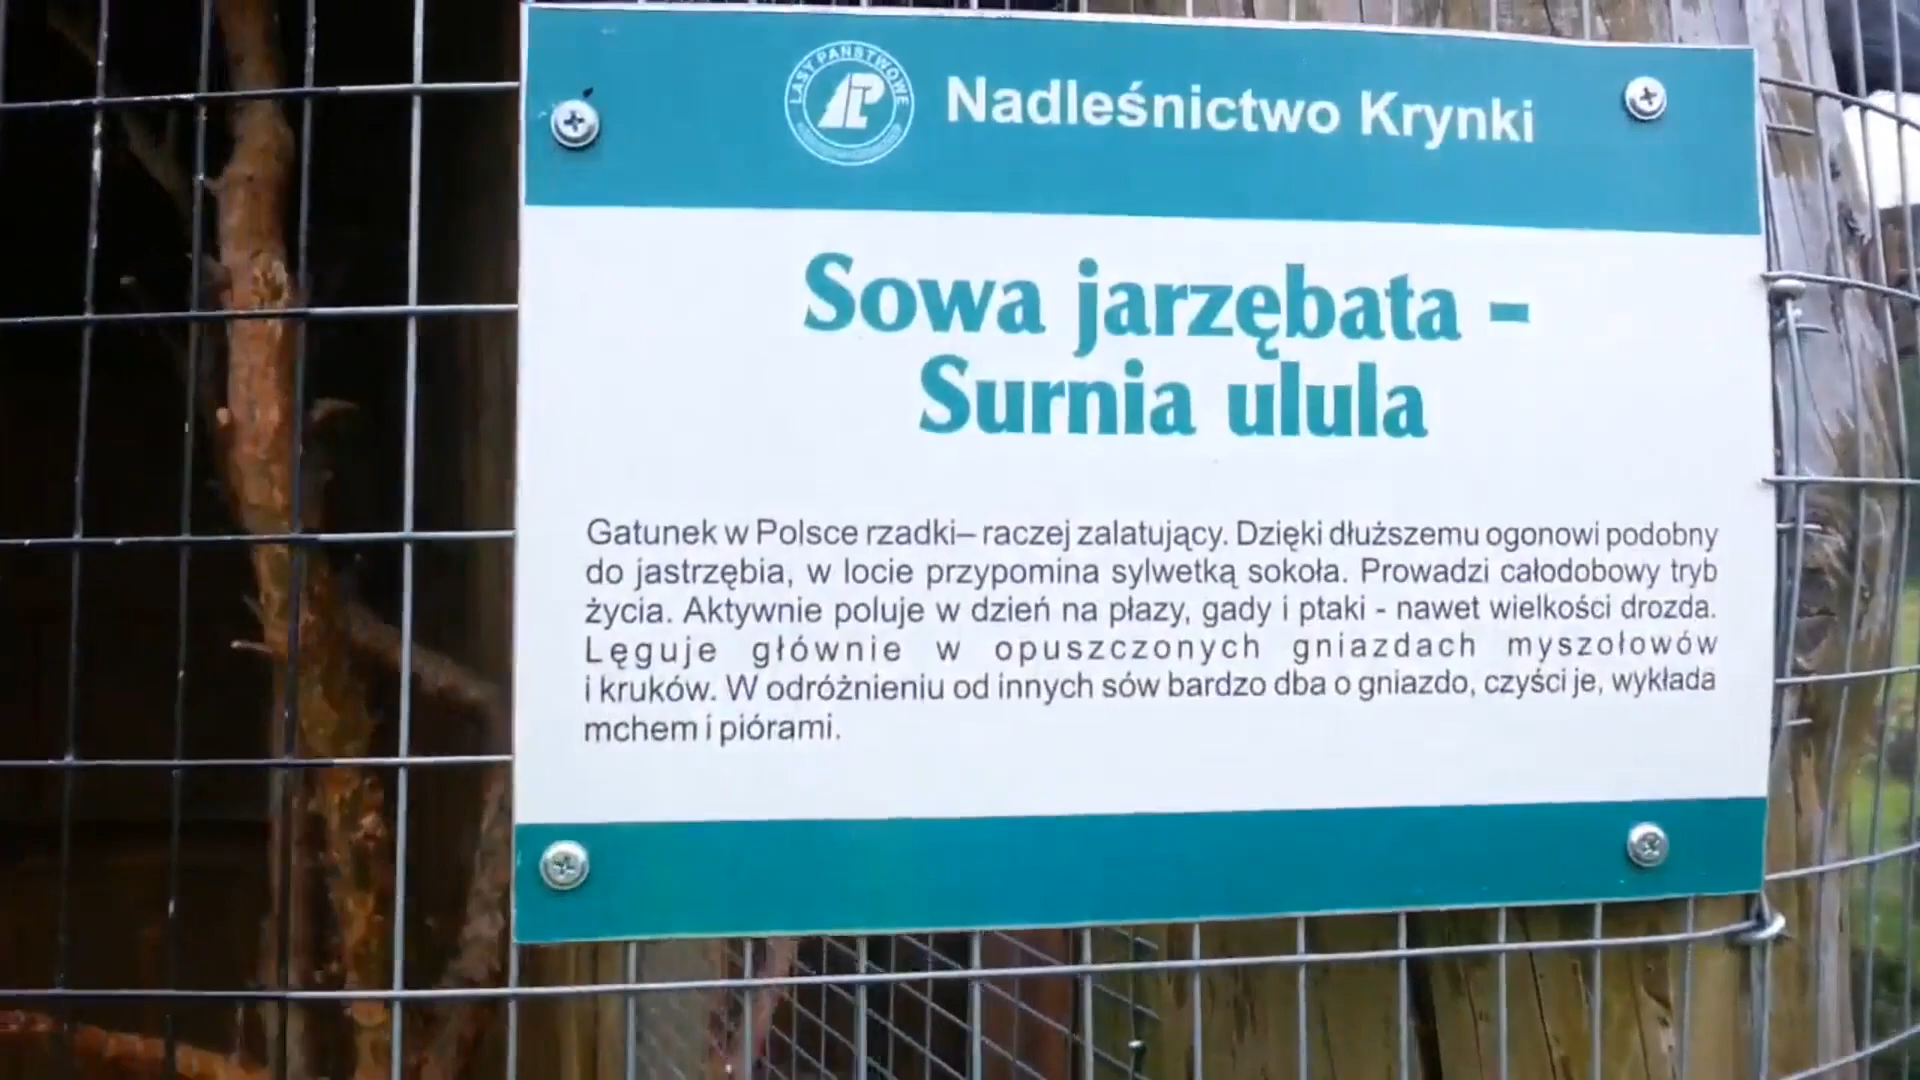 LASY PAŃSTWOWE
Nadleśnictwo Krynki
Sowa jarzębata -
Surnia ulula
Gatunek w Polsce rzadki– raczej zalatujący. Dzięki dłuższemu ogonowi podobny
do jastrzębia, w locie przypomina sylwetką sokoła. Prowadzi całodobowy tryb
życia. Aktywnie poluje w dzień na płazy, gady i ptaki - nawet wielkości drozda.
Lęguje głównie w opuszczonych gniazdach myszołowów
i kruków. W odróżnieniu od innych sów bardzo dba o gniazdo, czyści je, wykłada
mchem i piórami.